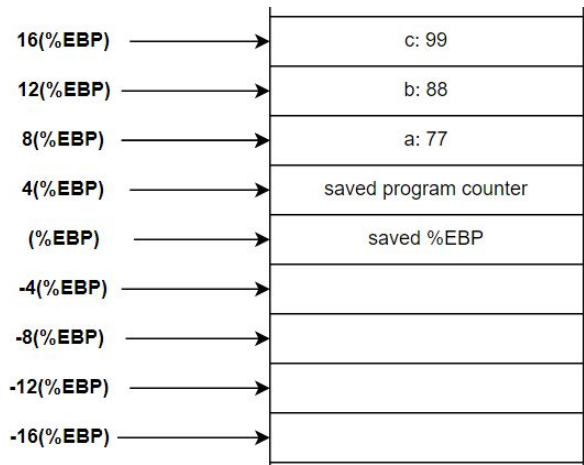 16(%EBP) c: 99
12(%EBP) b: 88
8(%EBP) a: 77
4(%EBP) saved program counter
(%EBP) saved %EBP
-4(%EBP)
-8(%EBP)
-12(%EBP)
-16(%EBP)